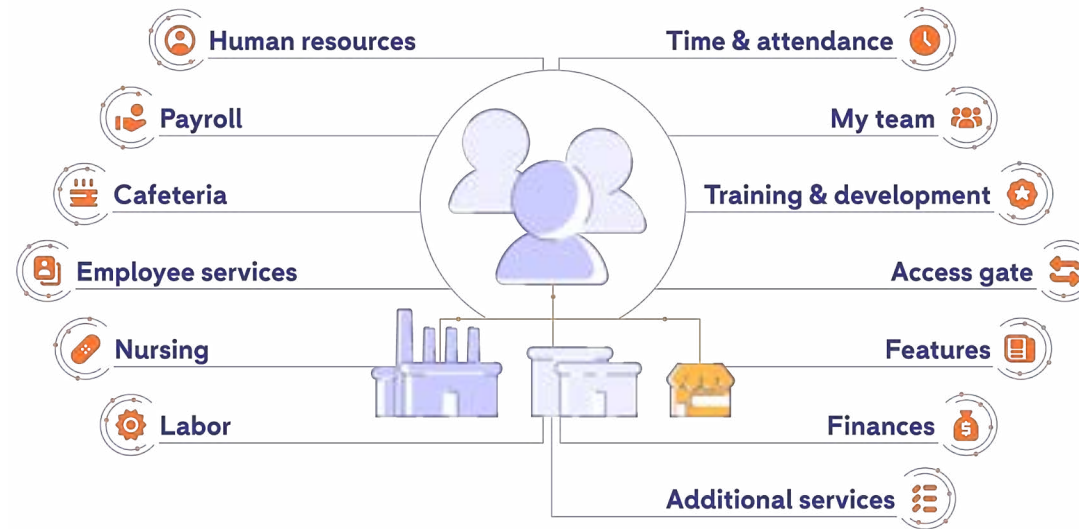 Human resources
Time & attendance
Payroll
My team
Cafeteria
Training & development
Employee services
Access gate
Nursing
Features
Labor
Finances
Additional services